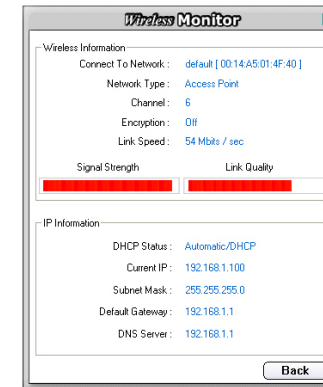 Wireless Monitor
Wireless Information
Connect To Network : default [ 00:14:A5:01:4F:40 ]
Network Type : Access Point
Channel : 6
Encryption : Off
Link Speed : 54 Mbits / sec
Signal Strength Link Quality
IP Information
DHCP Status : Automatic/DHCP
Current IP : 192.168.1.100
Subnet Mask : 255.255.255.0
Default Gateway : 192.168.1.1
DNS Server : 192.168.1.1
Back